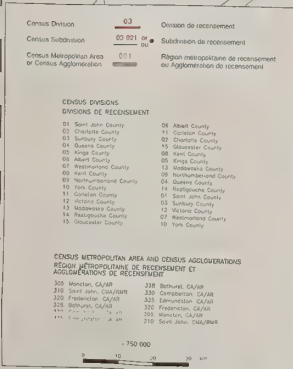 Census Division 03 Division de recensement
Census Subdivision 03 021 or ou Subdivision de recensement
Census Metropolitan Area or Census Agglomeration 001 Région métropolitaine de recensement ou Agglomération de recensement
CENSUS DIVISIONS
DIVISIONS DE RECENSEMENT
01 Saint John County
02 Charlotte County
03 Sunbury County
04 Queens County
05 Kings County
06 Albert County
07 Westmorland County
08 Kent County
09 Northumberland County
10 York County
11 Carleton County
12 Victoria County
13 Madawaska County
14 Restigouche County
15 Gloucester County
06 Albert County
11 Carleton County
02 Charlotte County
15 Gloucester County
08 Kent County
05 Kings County
13 Madawaska County
09 Northumberland County
04 Queens County
14 Restigouche County
01 Saint John County
03 Sunbury County
12 Victoria County
07 Westmorland County
10 York County
CENSUS METROPOLITAN AREA AND CENSUS AGGLOMERATIONS
RÉGION MÉTROPOLITAINE DE RECENSEMENT ET
AGGLOMÉRATIONS DE RECENSEMENT
305 Moncton, CA/AR
310 Saint John, CMA/RMR
320 Fredericton, CA/AR
328 Bathurst, CA/AR
328 Bathurst, CA/AR
330 Campbellton, CA/AR
335 Edmundston, CA/AR
320 Fredericton, CA/AR
305 Moncton, CA/AR
310 Saint John, CMA/RMR
750 000
0 10 20 30 km